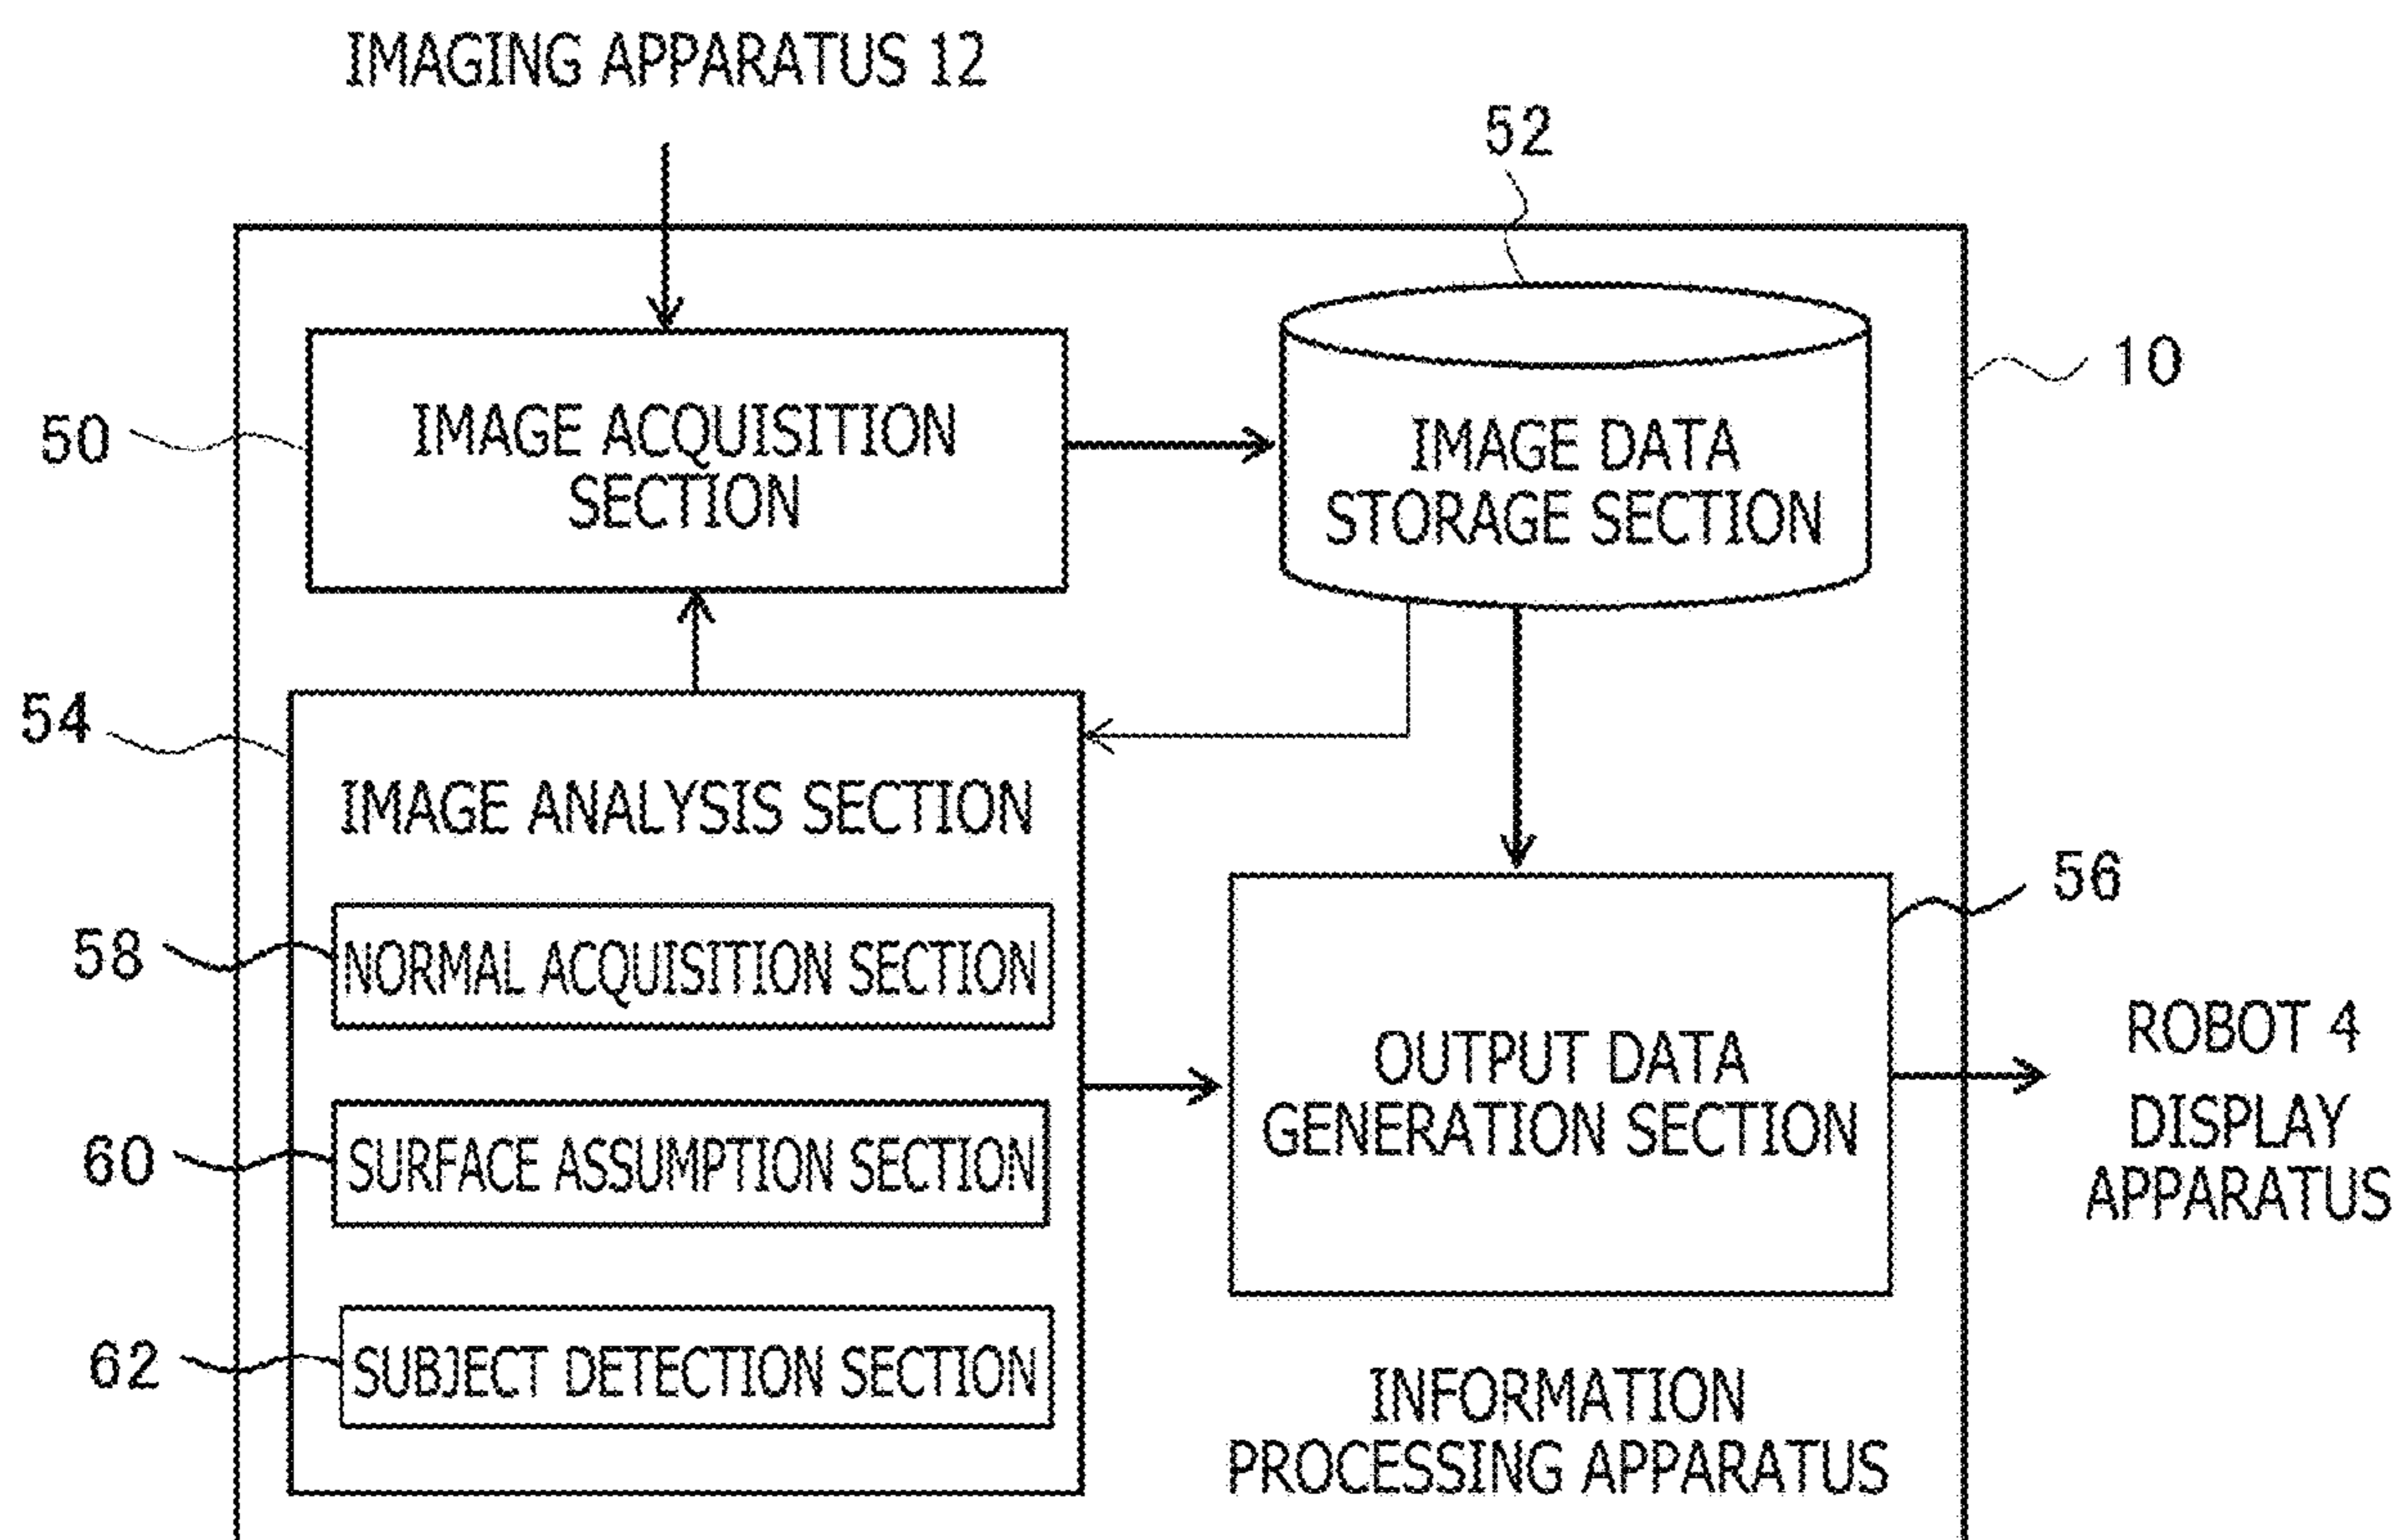 IMAGING APPARATUS 12
52
10
50
IMAGE ACQUISITION
SECTION
IMAGE DATA
STORAGE SECTION
54
IMAGE ANALYSIS SECTION
58
NORMAL ACQUISITION SECTION
60
SURFACE ASSUMPTION SECTION
62
SUBJECT DETECTION SECTION
56
OUTPUT DATA
GENERATION SECTION
ROBOT 4
DISPLAY
APPARATUS
INFORMATION
PROCESSING APPARATUS